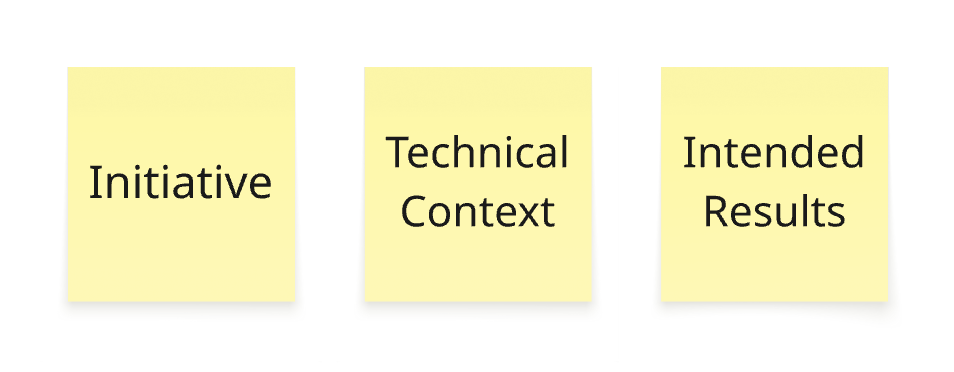 Initiative
Technical
Context
Intended
Results